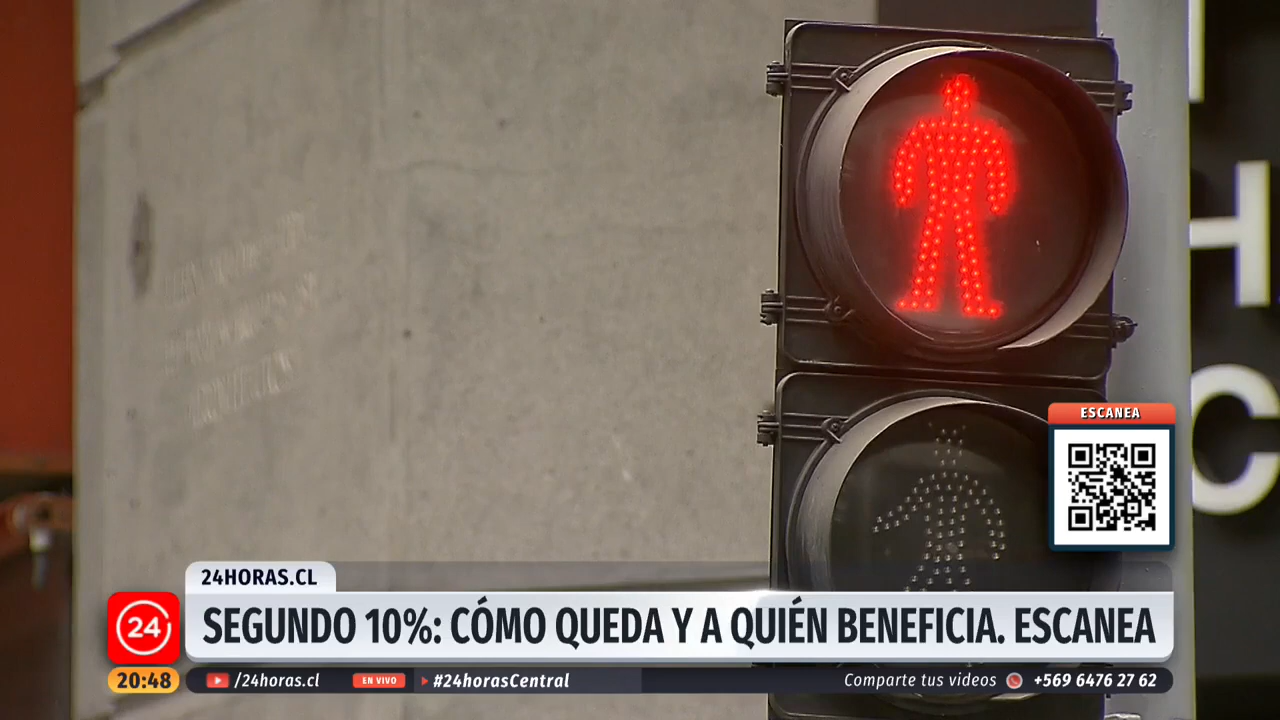 H
C
ESCANEA
24HORAS.CL
24
SEGUNDO 10%: CÓMO QUEDA Y A QUIÉN BENEFICIA. ESCANEA
20:48
/24horas.cl
EN VIVO
#24horasCentral
Comparte tus videos
+569 6476 27 62